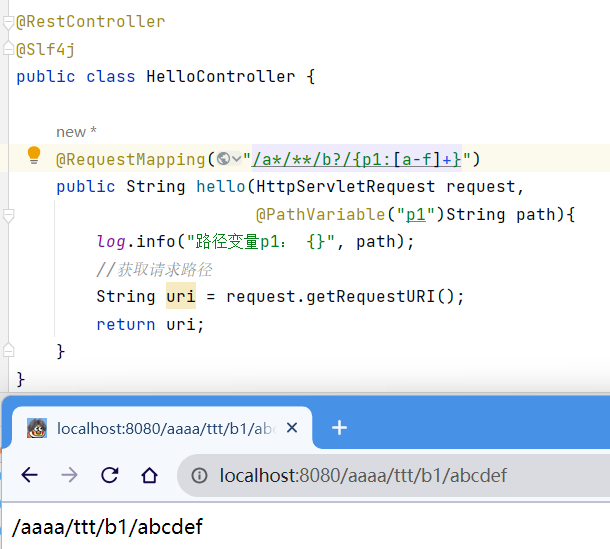 @RestController
@Slf4j
public class HelloController {
new *
@RequestMapping("/a*/**/b?/{p1:[a-f]+}")
public String hello(HttpServletRequest request,
@PathVariable("p1")String path){
log.info("路径变量p1： {}", path);
//获取请求路径
String uri = request.getRequestURI();
return uri;
}
}
localhost:8080/aaaa/ttt/b1/abc
localhost:8080/aaaa/ttt/b1/abcdef
/aaaa/ttt/b1/abcdef